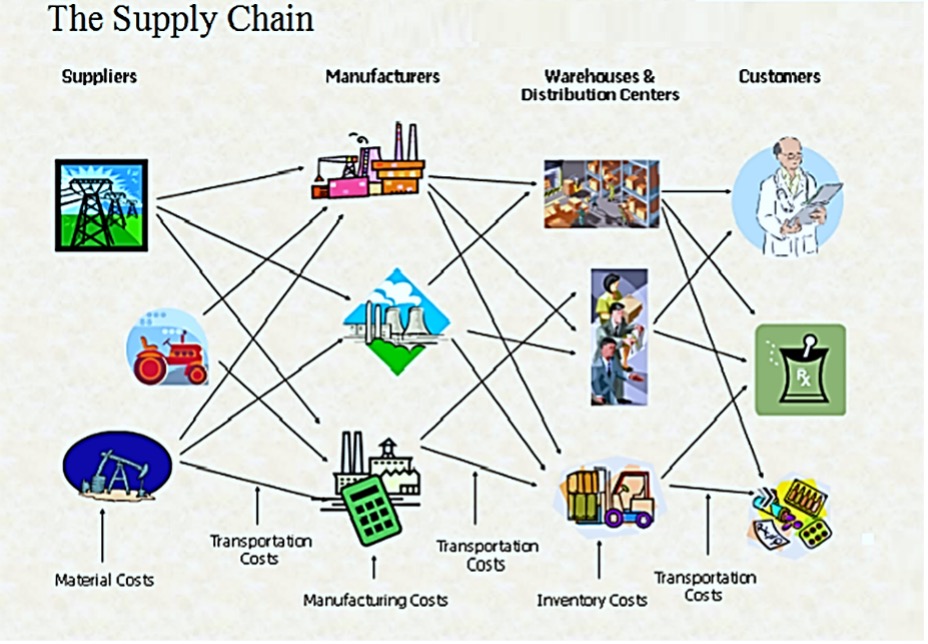 The Supply Chain
Suppliers
Manufacturers
Warehouses &
Distribution Centers
Customers
Rx
Transportation
Costs
Transportation
Costs
Material Costs
Manufacturing Costs
Inventory Costs
Transportation
Costs